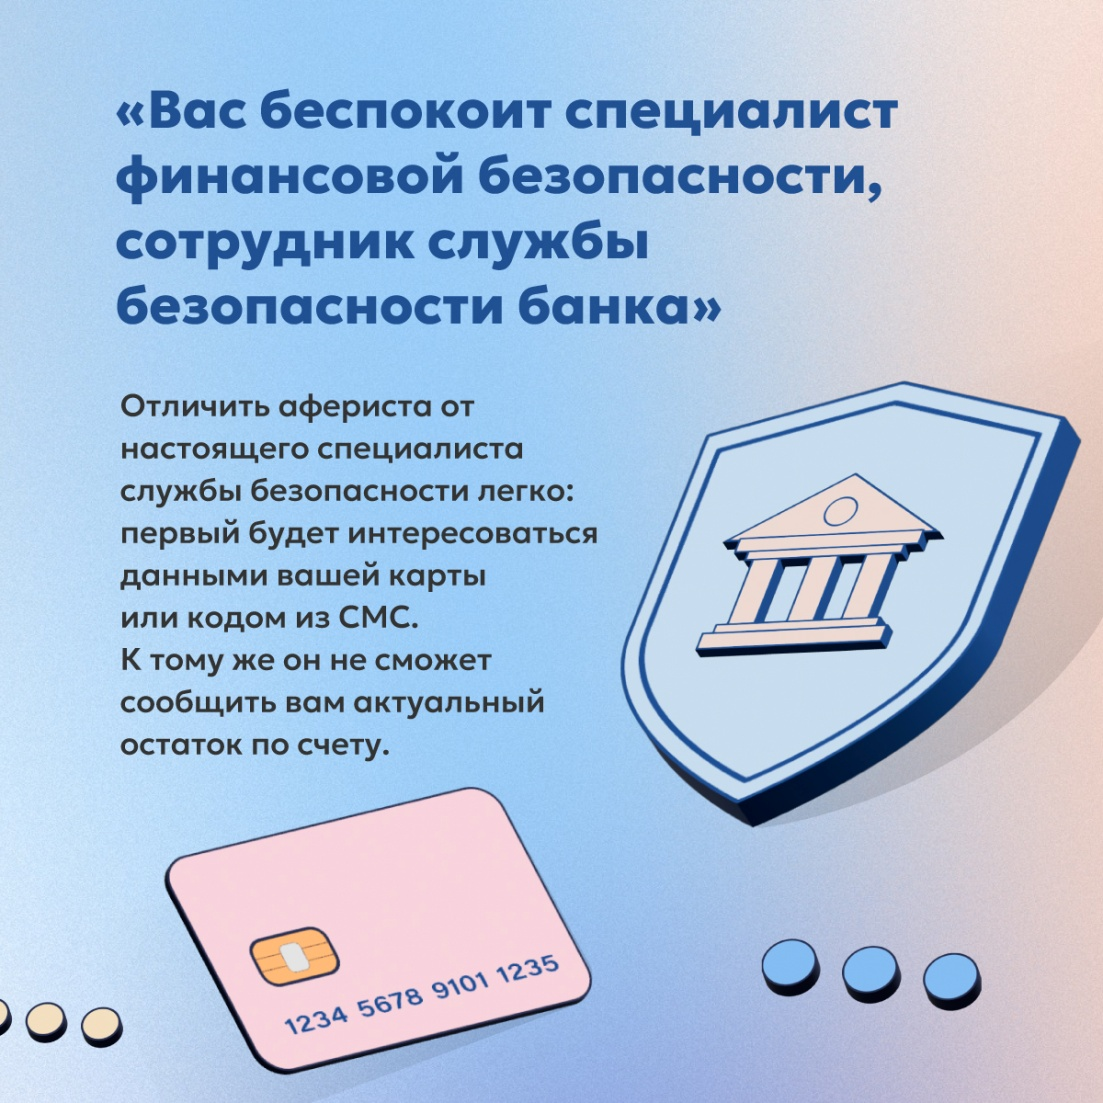 «Вас беспокоит специалист
финансовой безопасности,
сотрудник службы
безопасности банка»
Отличить афериста от
настоящего специалиста
службы безопасности легко:
первый будет интересоваться
данными вашей карты
или кодом из СМС.
К тому же он не сможет
сообщить вам актуальный
остаток по счету.
1234 5678 9101 1235